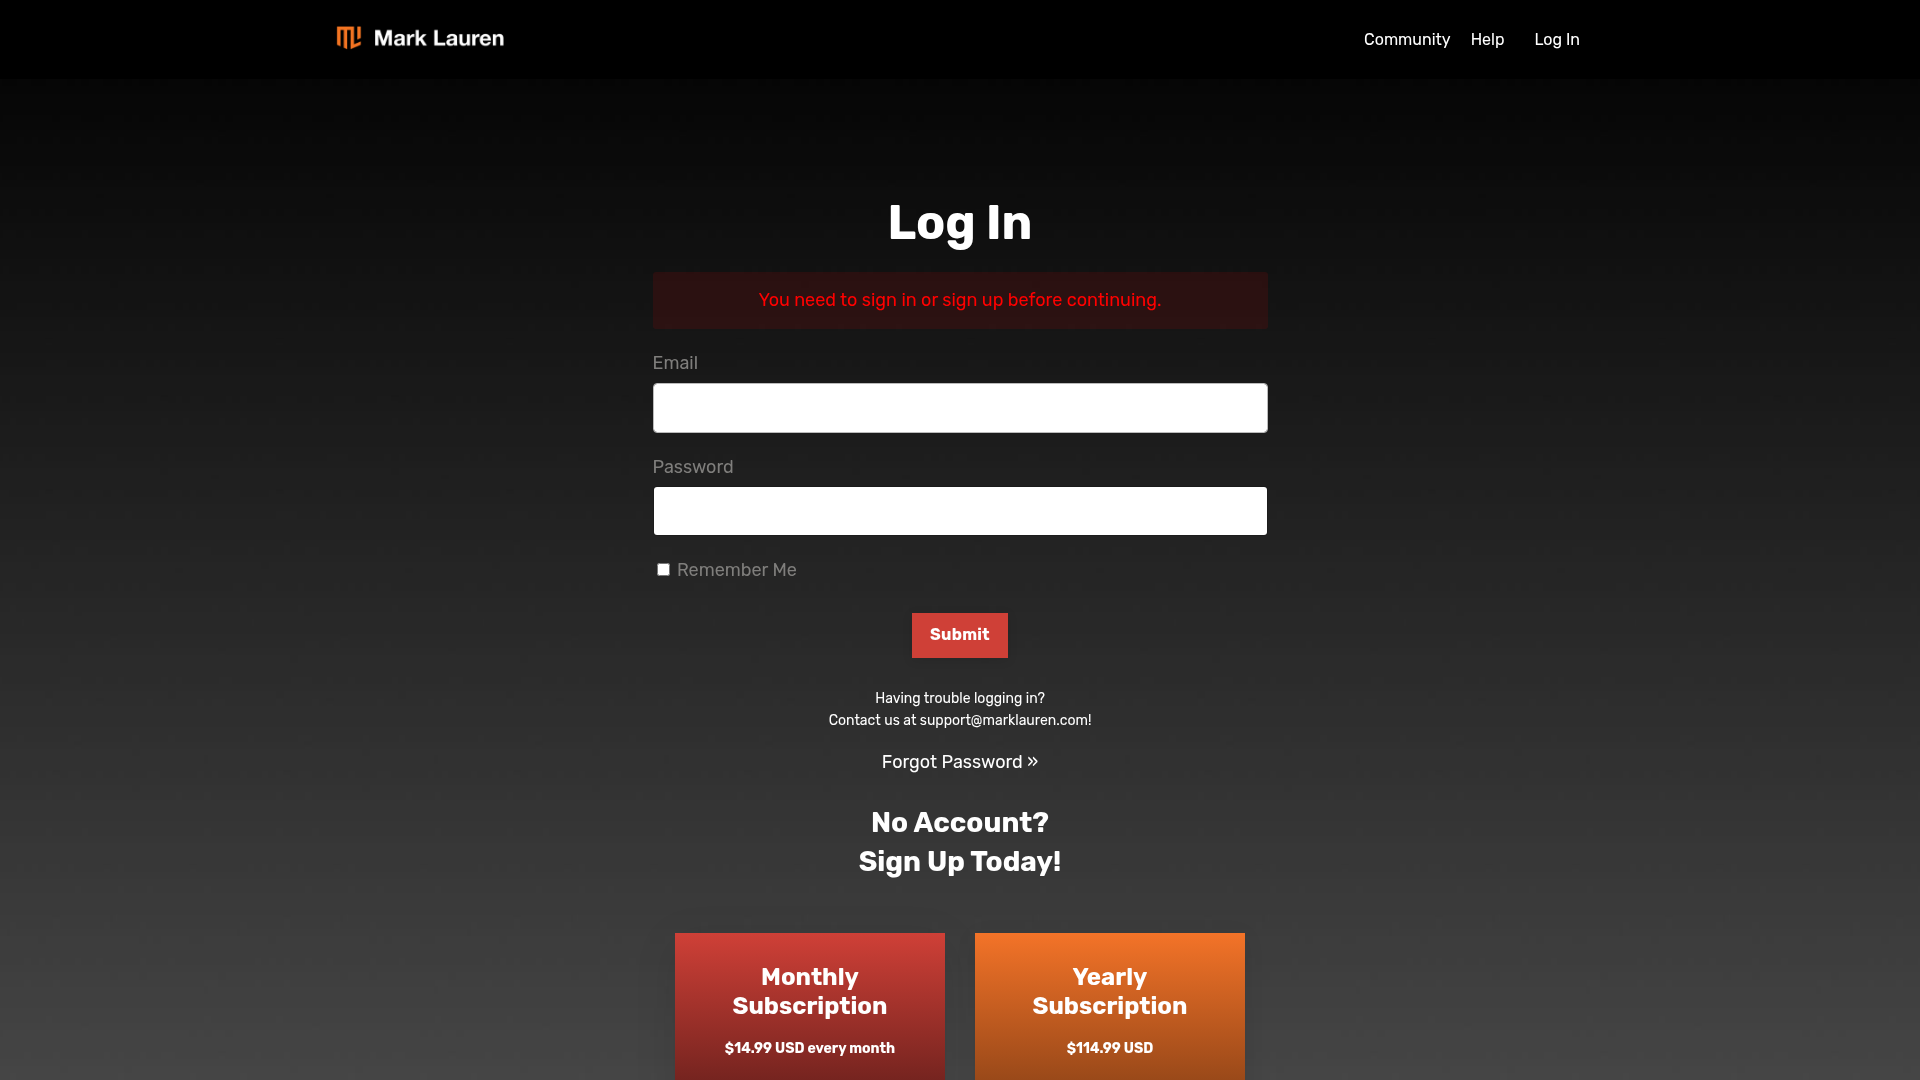 Mark Lauren
Community Help Log In
Log In
You need to sign in or sign up before continuing.
Email
Password
Remember Me
Submit
Having trouble logging in?
Contact us at support@marklauren.com!
Forgot Password »
No Account?
Sign Up Today!
Monthly
Subscription
$14.99 USD every month
Yearly
Subscription
$114.99 USD